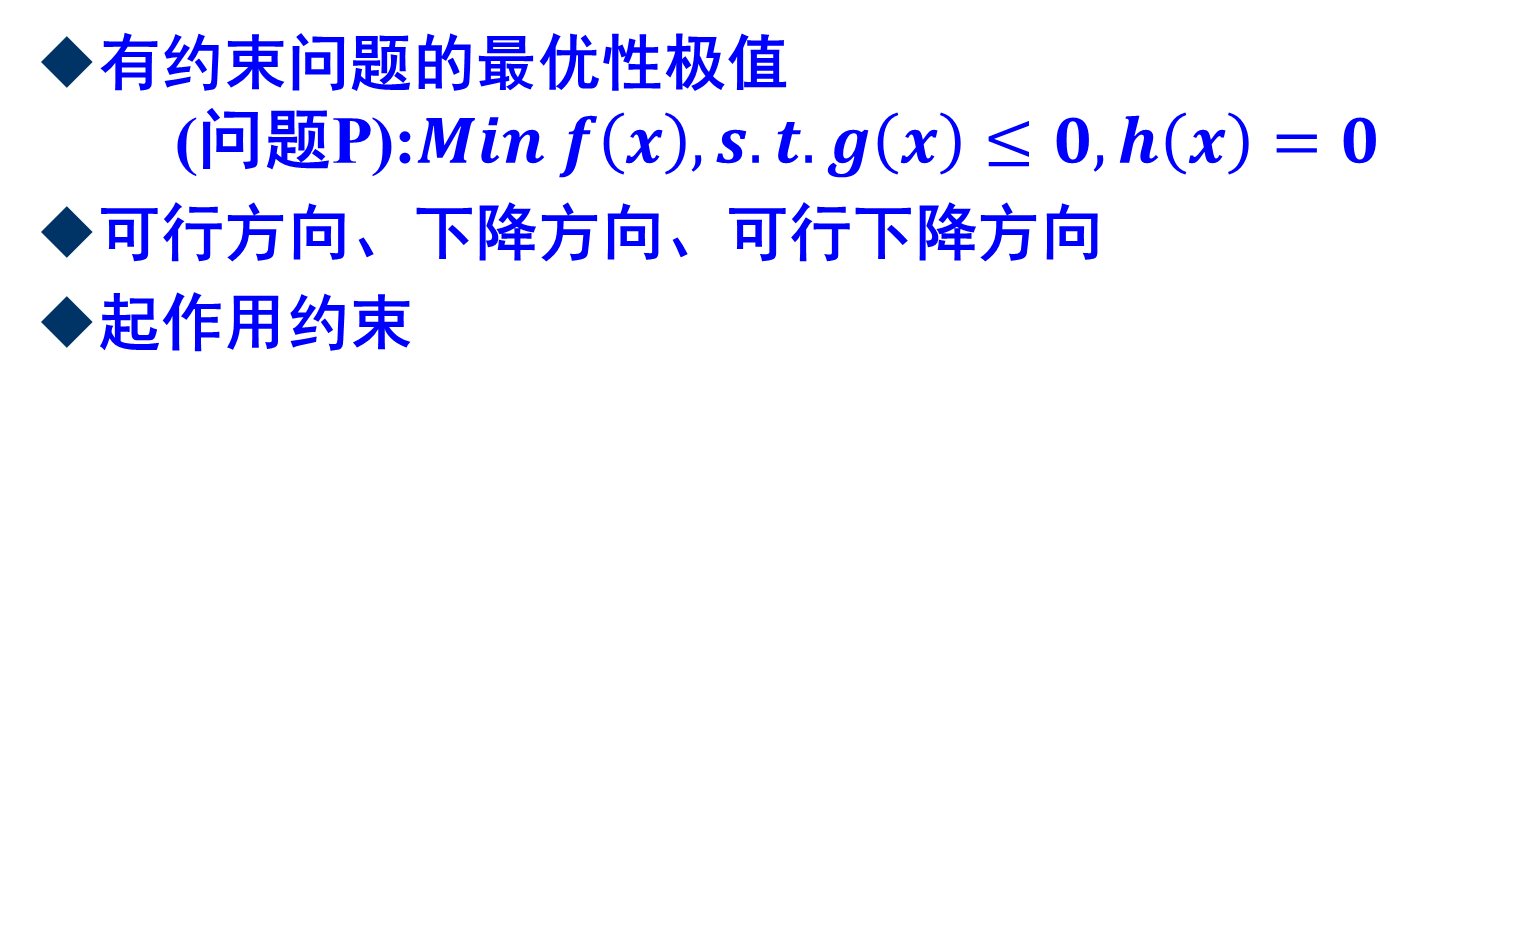 ◆有约束问题的最优性极值
(问题P):Min f(x),s.t.g(x) ≤ 0,h(x) = 0
◆可行方向、下降方向、可行下降方向
◆起作用约束